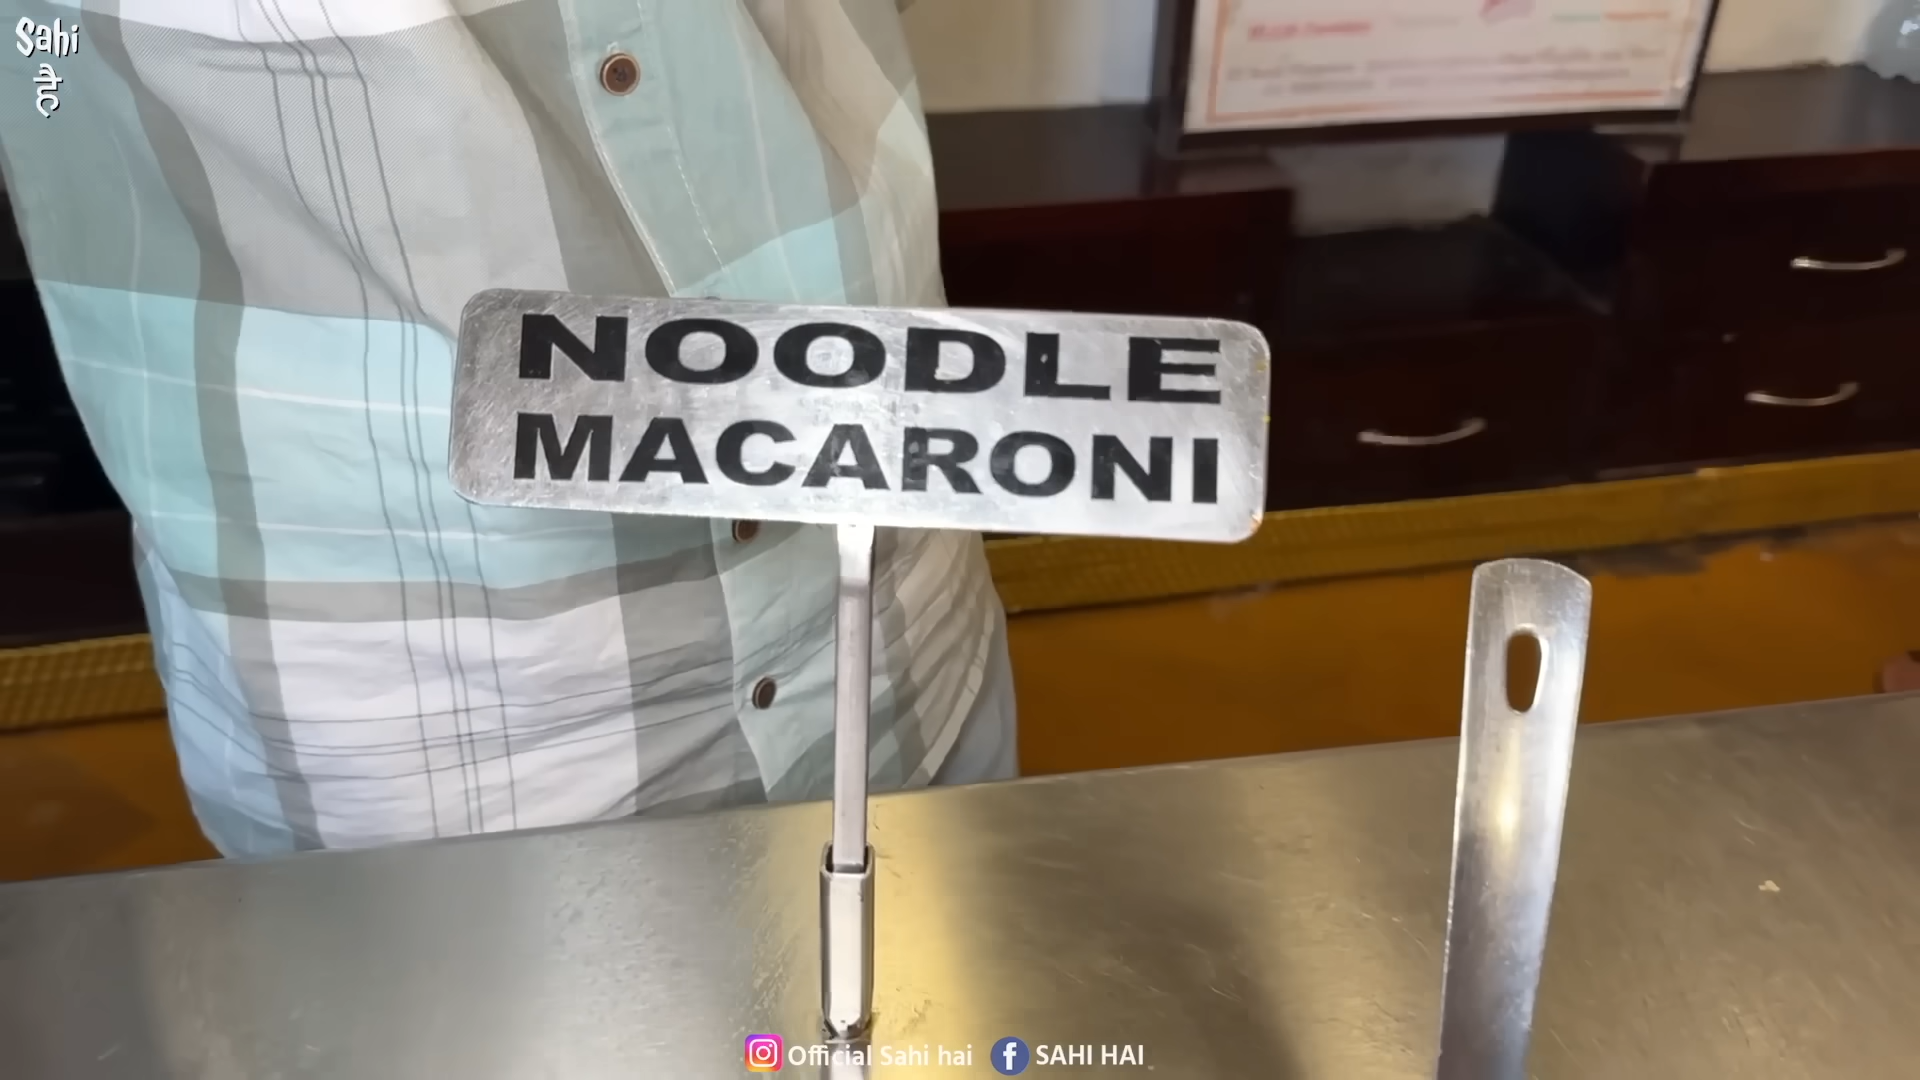 Sahi
है
NOODLE
MACARONI
Official Sahi hai
SAHI HAI